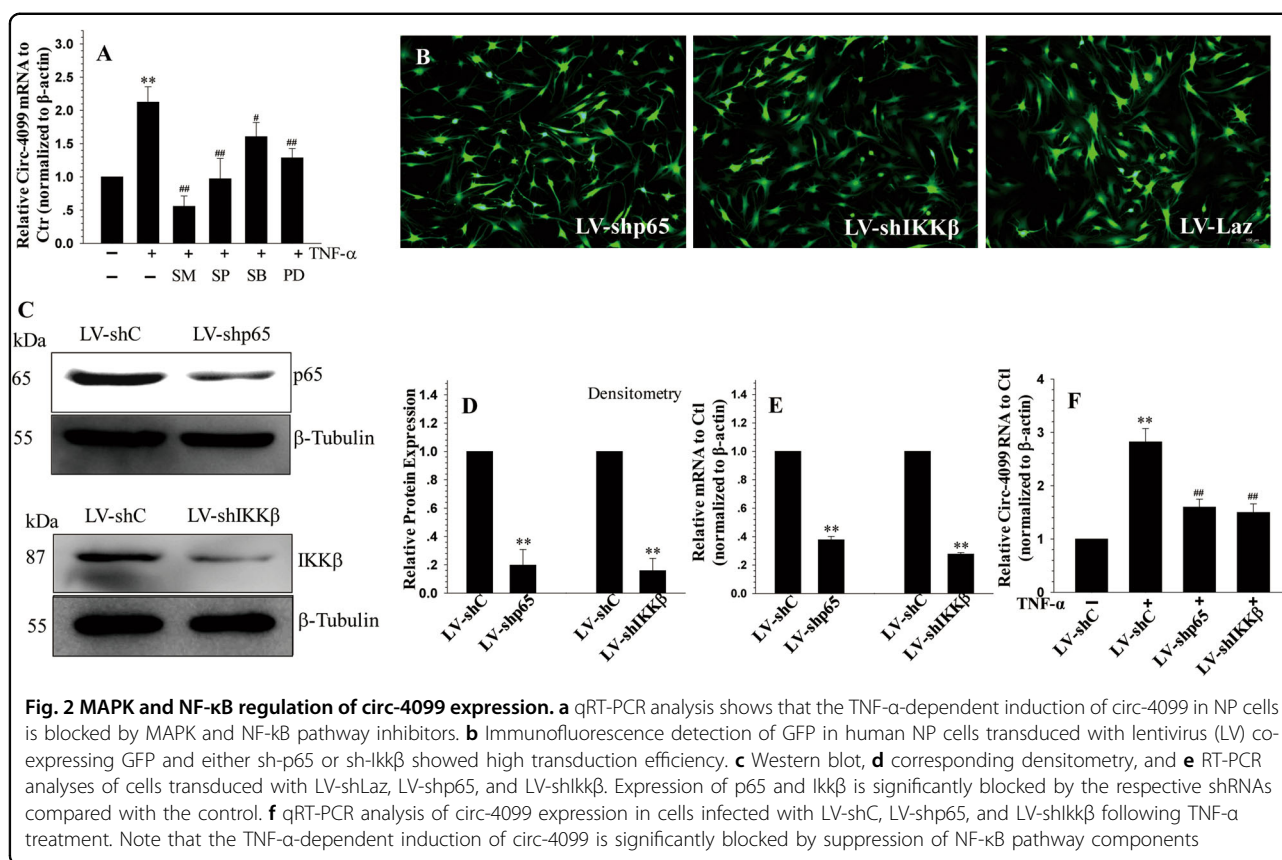 A
Relative Circ-4099 mRNA to
Ctr (normalized to β-actin)
3.0
2.5
2.0
1.5
1.0
.5
0.0
**
##
##
#
##
− + + + + + TNF-α
− − SM SP SB PD
B
LV-shp65
LV-shIKKβ
LV-Laz
C
kDa
LV-shC LV-shp65
65 p65
55 β-Tubulin
kDa
LV-shC LV-shIKKβ
87 IKKβ
55 β-Tubulin
D
Densitometry
Relative Protein Expression
1.4
1.2
1.0
.8
.6
.4
.2
0.0
**
**
LV-shC
LV-shp65
LV-shC
LV-shIKKβ
E
Relative mRNA to Ctl
(normalized to β-actin)
1.4
1.2
1.0
.8
.6
.4
.2
0.0
**
**
LV-shC
LV-shp65
LV-shC
LV-shIKKβ
F
Relative Circ-4099 RNA to Ctl
(normalized to β-actin)
4
3
2
1
0
**
##
##
TNF-α − + + +
LV-shC
LV-shC
LV-shp65
LV-shIKKβ
Fig. 2 MAPK and NF-κB regulation of circ-4099 expression. a qRT-PCR analysis shows that the TNF-α-dependent induction of circ-4099 in NP cells
is blocked by MAPK and NF-kB pathway inhibitors. b Immunofluorescence detection of GFP in human NP cells transduced with lentivirus (LV) co-
expressing GFP and either sh-p65 or sh-Ikkβ showed high transduction efficiency. c Western blot, d corresponding densitometry, and e RT-PCR
analyses of cells transduced with LV-shLaz, LV-shp65, and LV-shIkkβ. Expression of p65 and Ikkβ is significantly blocked by the respective shRNAs
compared with the control. f qRT-PCR analysis of circ-4099 expression in cells infected with LV-shC, LV-shp65, and LV-shIkkβ following TNF-α
treatment. Note that the TNF-α-dependent induction of circ-4099 is significantly blocked by suppression of NF-κB pathway components